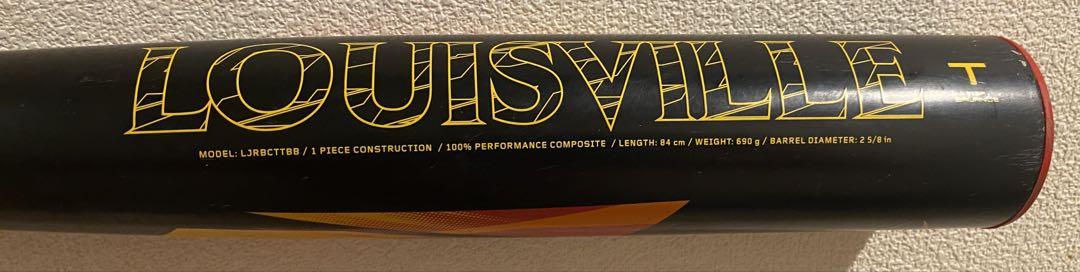 LOUISVILLE
T
BALANCE
MODEL: LJRBCTTBB / 1 PIECE CONSTRUCTION / 100% PERFORMANCE COMPOSITE / LENGTH: 84 cm / WEIGHT: 690 g / BARREL DIAMETER: 2 5/8 in